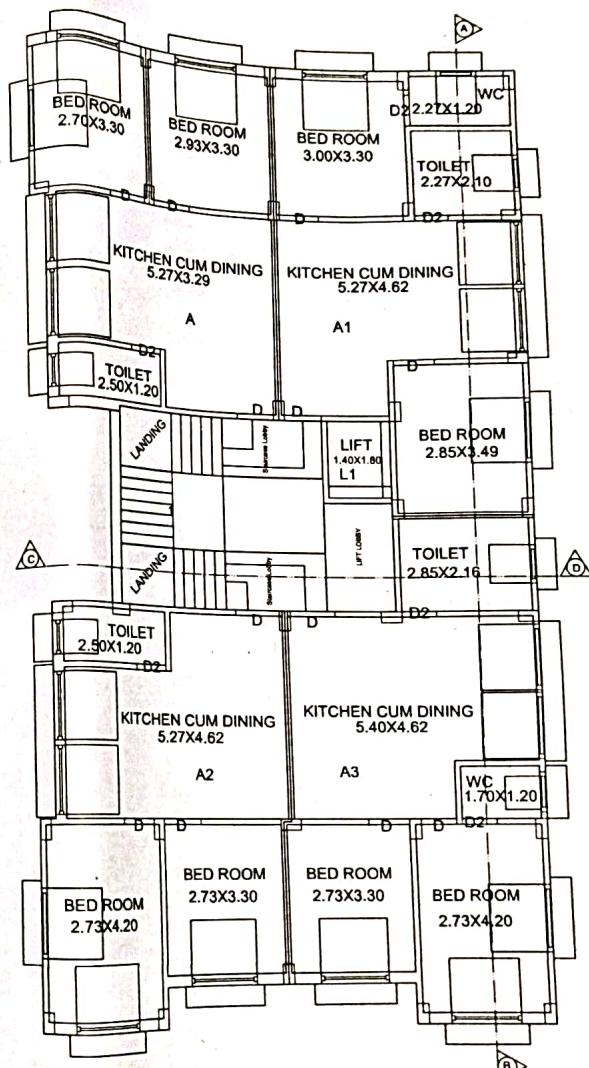 A
BED ROOM
2.70X3.30
BED ROOM
2.93X3.30
BED ROOM
3.00X3.30
WC
D2
2.27X1.20
TOILET
2.27X2.10
D
D
D
D2
KITCHEN CUM DINING
5.27X3.29
A
KITCHEN CUM DINING
5.27X4.62
A1
D2
TOILET
2.50X1.20
D
D
D
BED ROOM
2.85X3.49
LANDING
Staircase Lobby
LIFT
1.40X1.80
L1
LANDING
Staircase Lobby
LIFT LOBBY
TOILET
2.85X2.16
C
D
D2
TOILET
2.50X1.20
D2
D
D
KITCHEN CUM DINING
5.27X4.62
A2
KITCHEN CUM DINING
5.40X4.62
A3
WC
1.70X1.20
D2
D
D
D
D
BED ROOM
2.73X4.20
BED ROOM
2.73X3.30
BED ROOM
2.73X3.30
BED ROOM
2.73X4.20
B